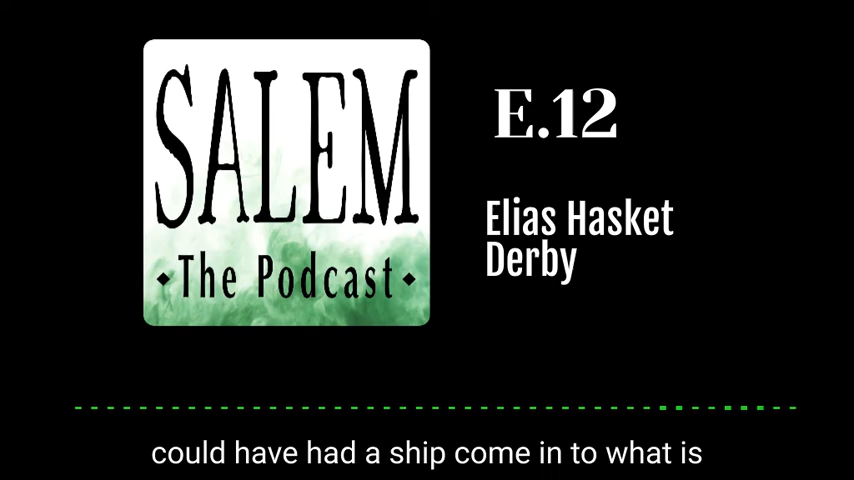 SALEM
The Podcast
E.12
Elias Hasket
Derby
could have had a ship come in to what is